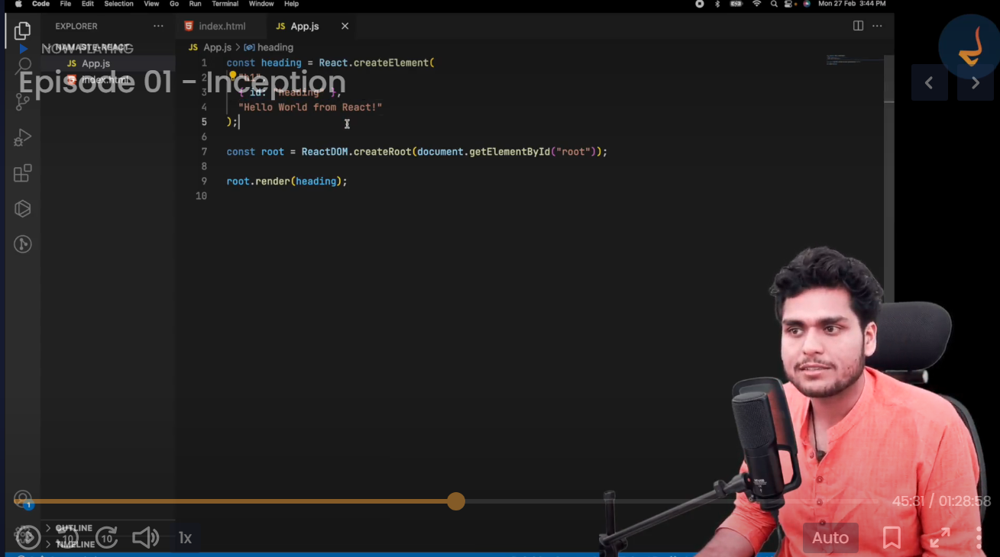 Code File Edit Selection View Go Run Terminal Window Help Mon 27 Feb 3:44 PM
EXPLORER ...
index.html
JS App.js
NOW PLAYING
NAMASTE-REACT
JS App.js
index.html
Episode 01 - Inception
JS App.js > heading
1 const heading = React.createElement(
2 "h1",
3 { id: "heading" },
4 "Hello World from React!"
5 );
6
7 const root = ReactDOM.createRoot(document.getElementById("root"));
8
9 root.render(heading);
10
1
45:31 / 01:28:58
OUTLINE
TIMELINE
10
10
1x
Auto